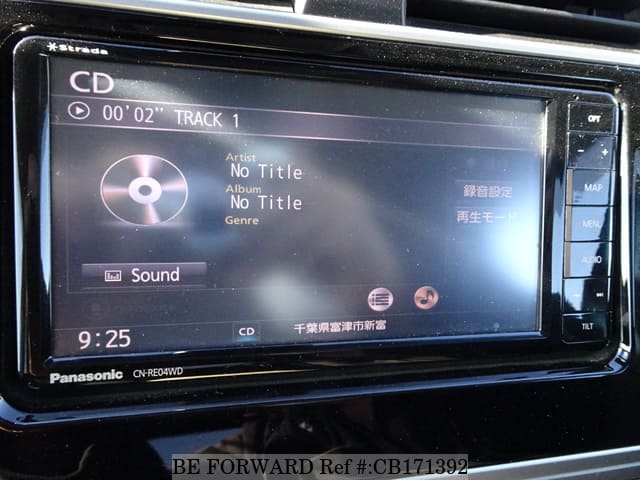 Strada
CD
00'02" TRACK 1
OPT
- +
Artist
No Title
Album
No Title
Genre
録音設定
再生モード
MAP
MENU
AUDIO
Sound
9:25
CD
千葉県富津市新富
TILT
Panasonic CN-RE04WD
BE FORWARD Ref #:CB171392